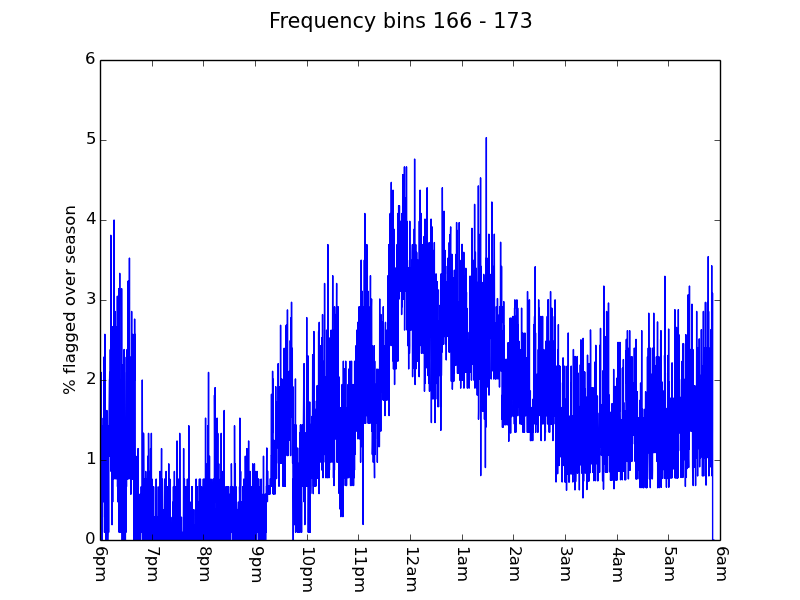 Frequency bins 166 - 173
% flagged over season
6
5
4
3
2
1
0
6pm
7pm
8pm
9pm
10pm
11pm
12am
1am
2am
3am
4am
5am
6am